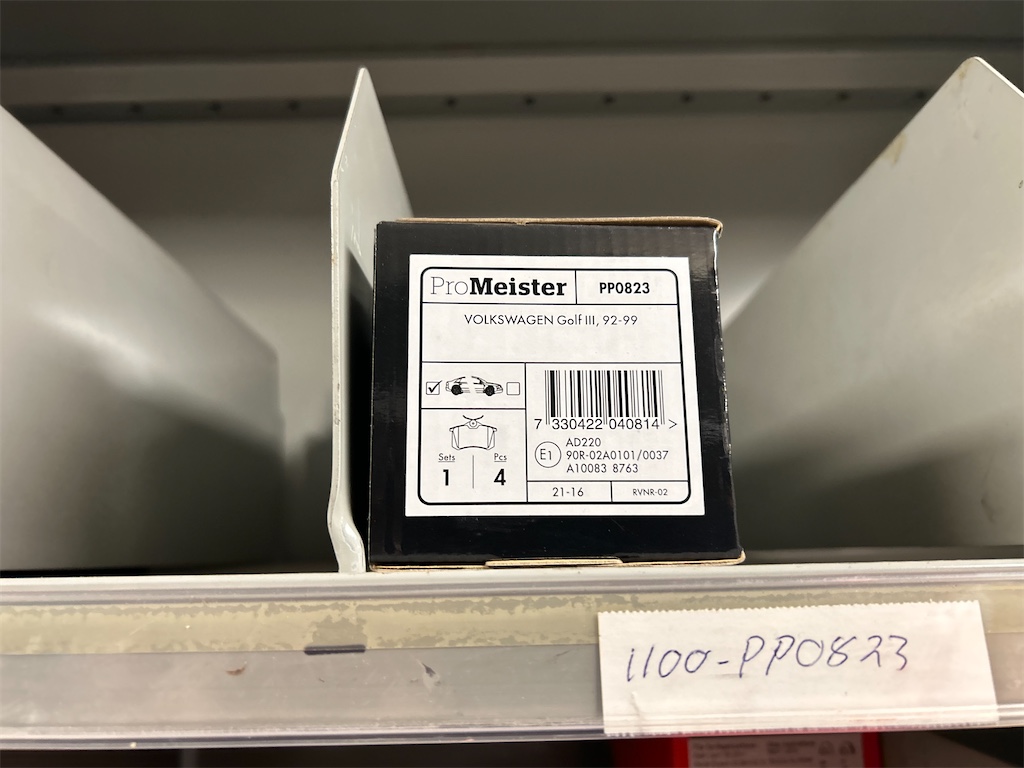 ProMeister PP0823
VOLKSWAGEN Golf III, 92-99
7 330422 040814 >
E1
AD220
90R-02A0101/0037
A10083 8763
Sets Pcs
1 4
21-16 RVNR-02
1100-PP0823